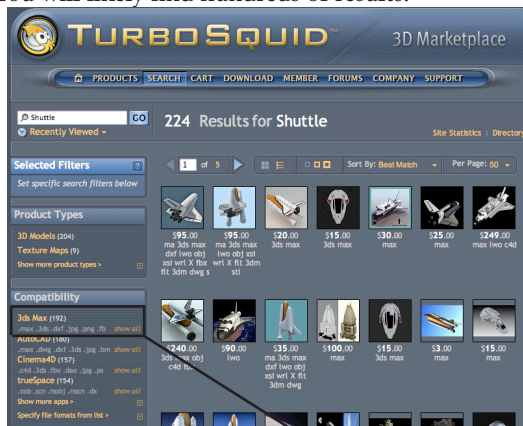 You will likely find hundreds of results.
TURBOSQUID™
3D Marketplace
PRODUCTS SEARCH CART DOWNLOAD MEMBER FORUMS COMPANY SUPPORT
Shuttle GO
Recently Viewed
224 Results for Shuttle
Site Statistics | Directory
Selected Filters ?
Set specific search filters below
1 of 5 Sort By: Best Match Per Page: 50
Product Types
3D Models (204)
Texture Maps (9)
Show more product types >
$95.00 $95.00 $20.00 $15.00 $30.00 $25.00 $249.00
ma 3ds max ma 3ds max 3ds max 3ds max max max max lwo c4d
dxf lwo obj dxf lwo obj
xsi wrl X fbx xsi wrl X flt 3dm
flt 3dm dwg s stl
Compatibility
3ds Max (192)
.max .3ds .dxf .jpg .png .fb show all
AutoCAD (180)
.max .dwg .dxf .3ds .jpg .bm show all
Cinema4D (157)
.c4d .3ds .fbx .dae .jpg .ps show all
trueSpace (154)
.cob .scn .rsobj .rsscn .dx show all
Show more apps >
Specify file fomats from list >
$240.00 $90.00 $35.00 $100.00 $15.00 $3.00 $15.00
3ds max obj lwo ma 3ds max max 3ds max max max
c4d fbx dxf lwo obj
xsi wrl X flt
3dm dwg